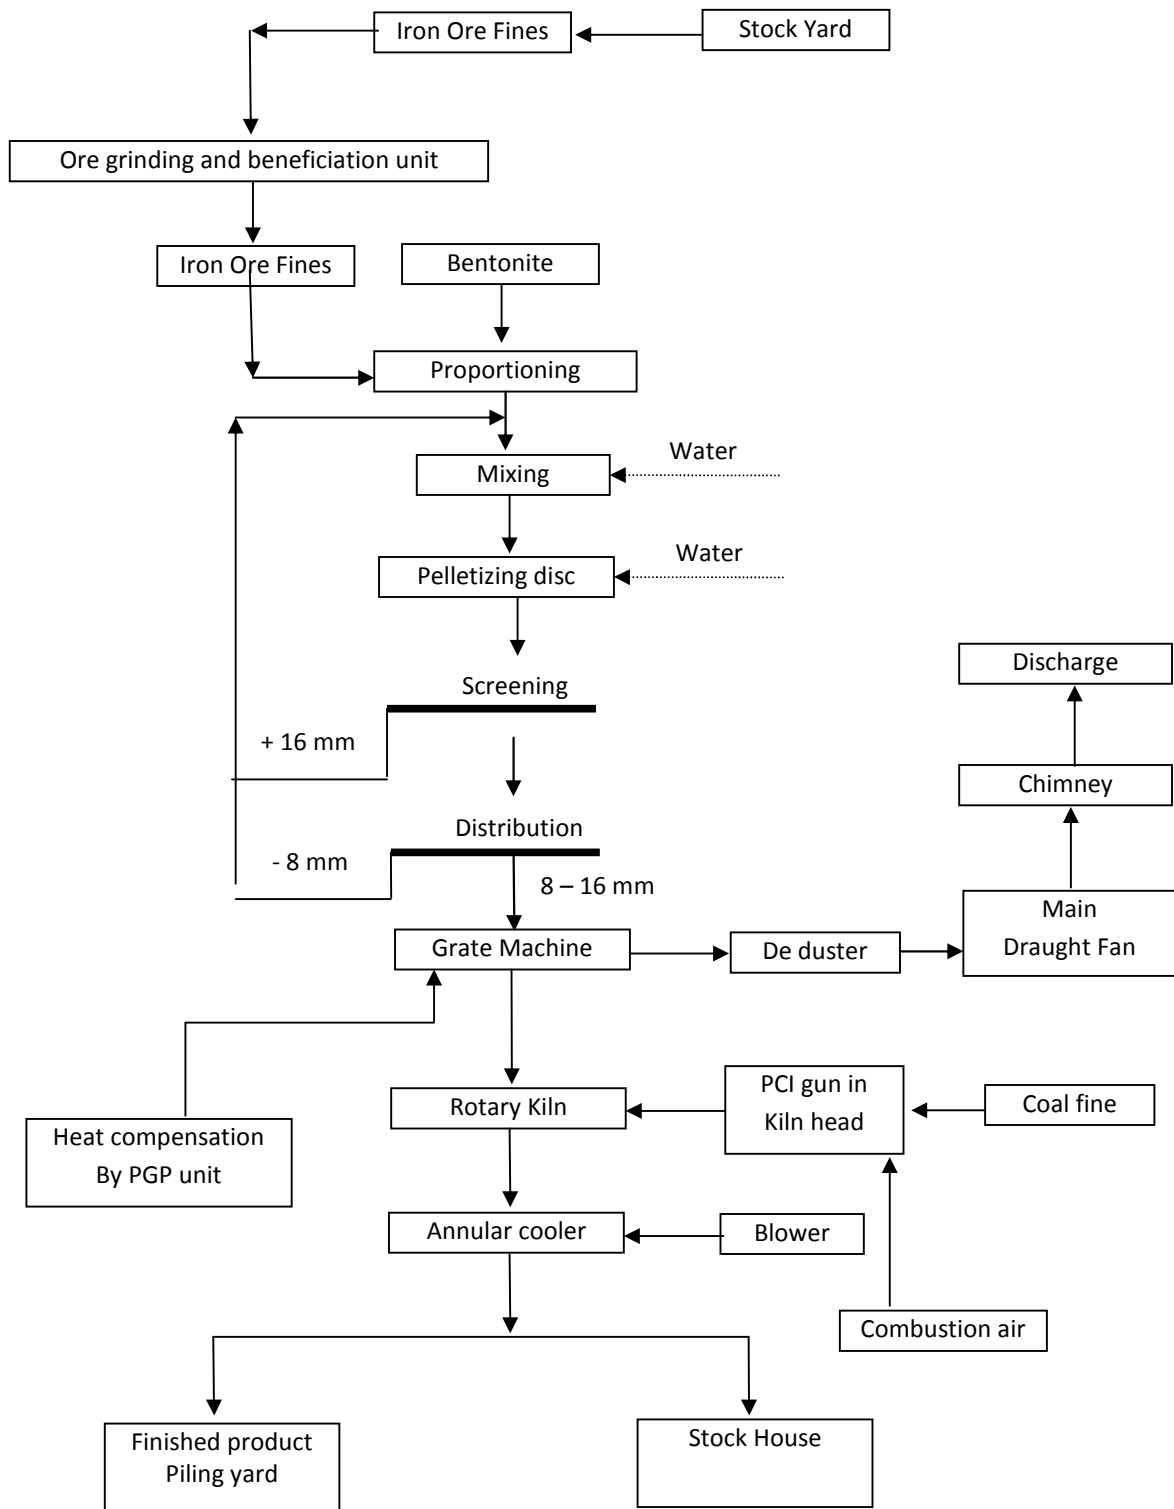 Iron Ore Fines
Stock Yard
Ore grinding and beneficiation unit
Iron Ore Fines
Bentonite
Proportioning
Water
Mixing
Water
Pelletizing disc
Screening
+ 16 mm
Discharge
Chimney
Distribution
- 8 mm
8 – 16 mm
Main
Draught Fan
Grate Machine
De duster
PCI gun in
Kiln head
Coal fine
Rotary Kiln
Heat compensation
By PGP unit
Annular cooler
Blower
Combustion air
Finished product
Piling yard
Stock House